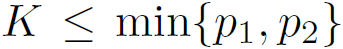 K ≤ min{p₁, p₂}